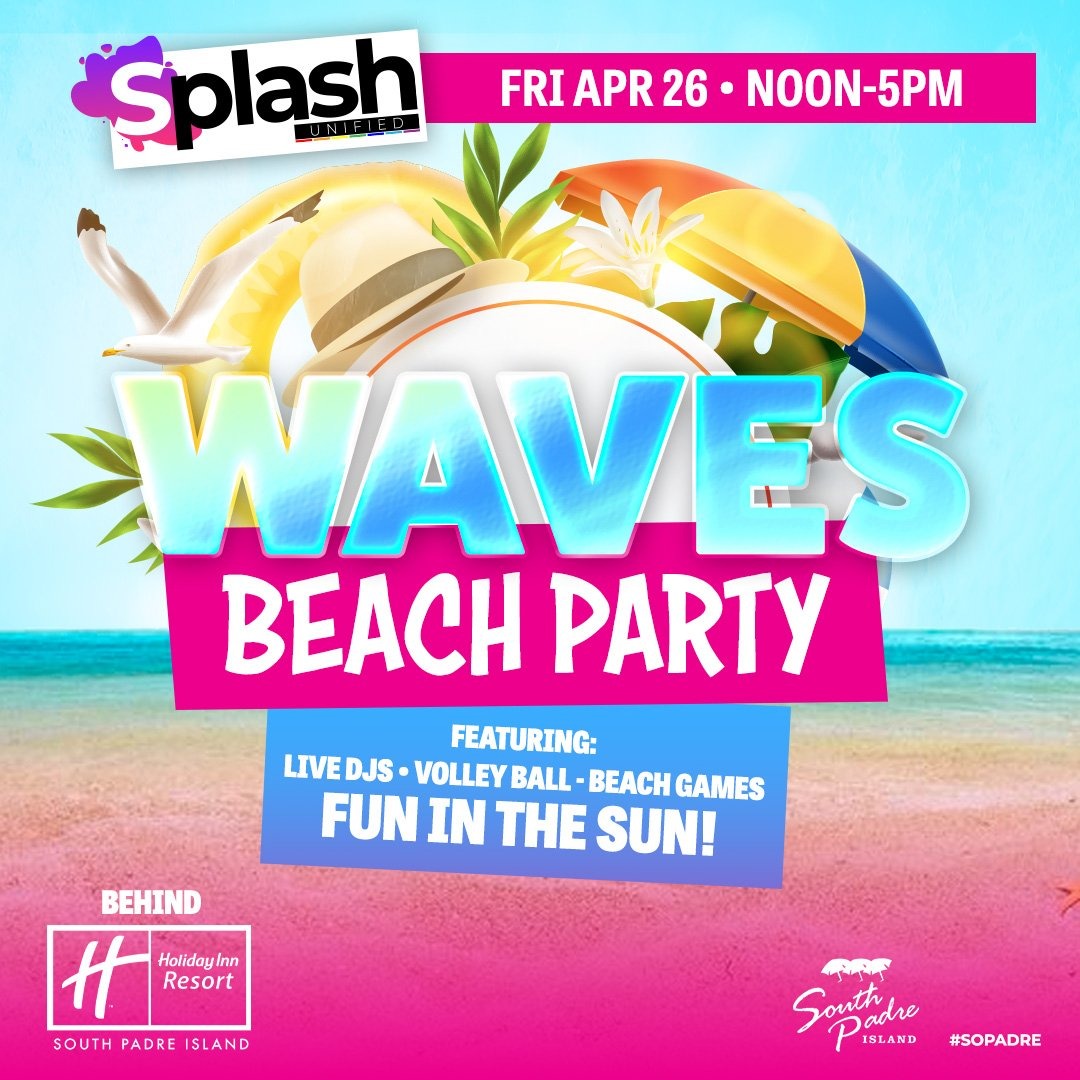 Splash
UNIFIED
FRI APR 26 • NOON-5PM
WAVES
BEACH PARTY
FEATURING:
LIVE DJS • VOLLEY BALL - BEACH GAMES
FUN IN THE SUN!
BEHIND
H
Holiday Inn
Resort
SOUTH PADRE ISLAND
South
Padre
ISLAND
#SOPADRE